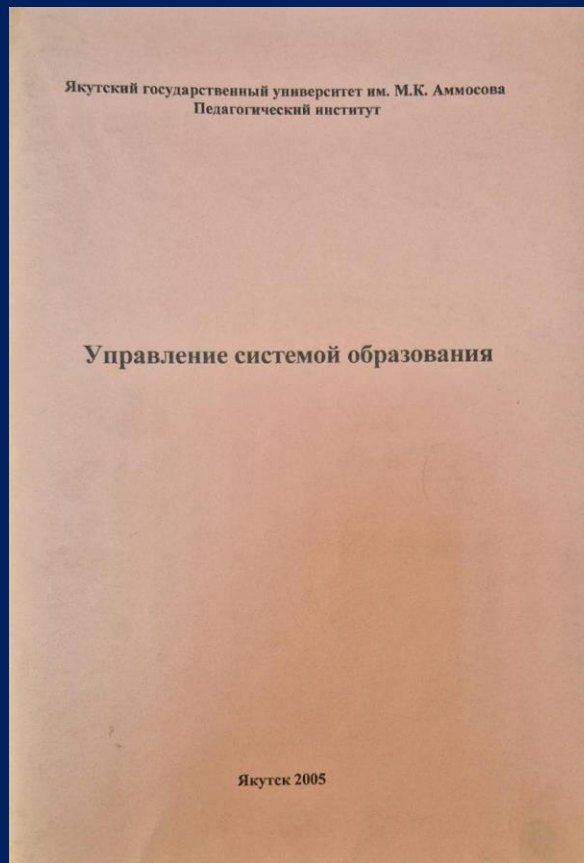 Якутский государственный университет им. М.К. Аммосова
Педагогический институт
Управление системой образования
Якутск 2005